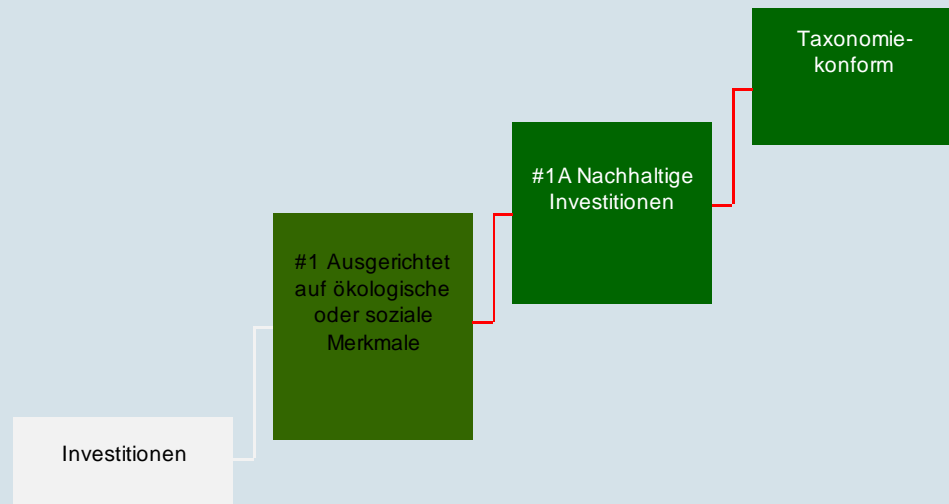 Taxonomie-
konform
#1A Nachhaltige
Investitionen
#1 Ausgerichtet
auf ökologische
oder soziale
Merkmale
Investitionen